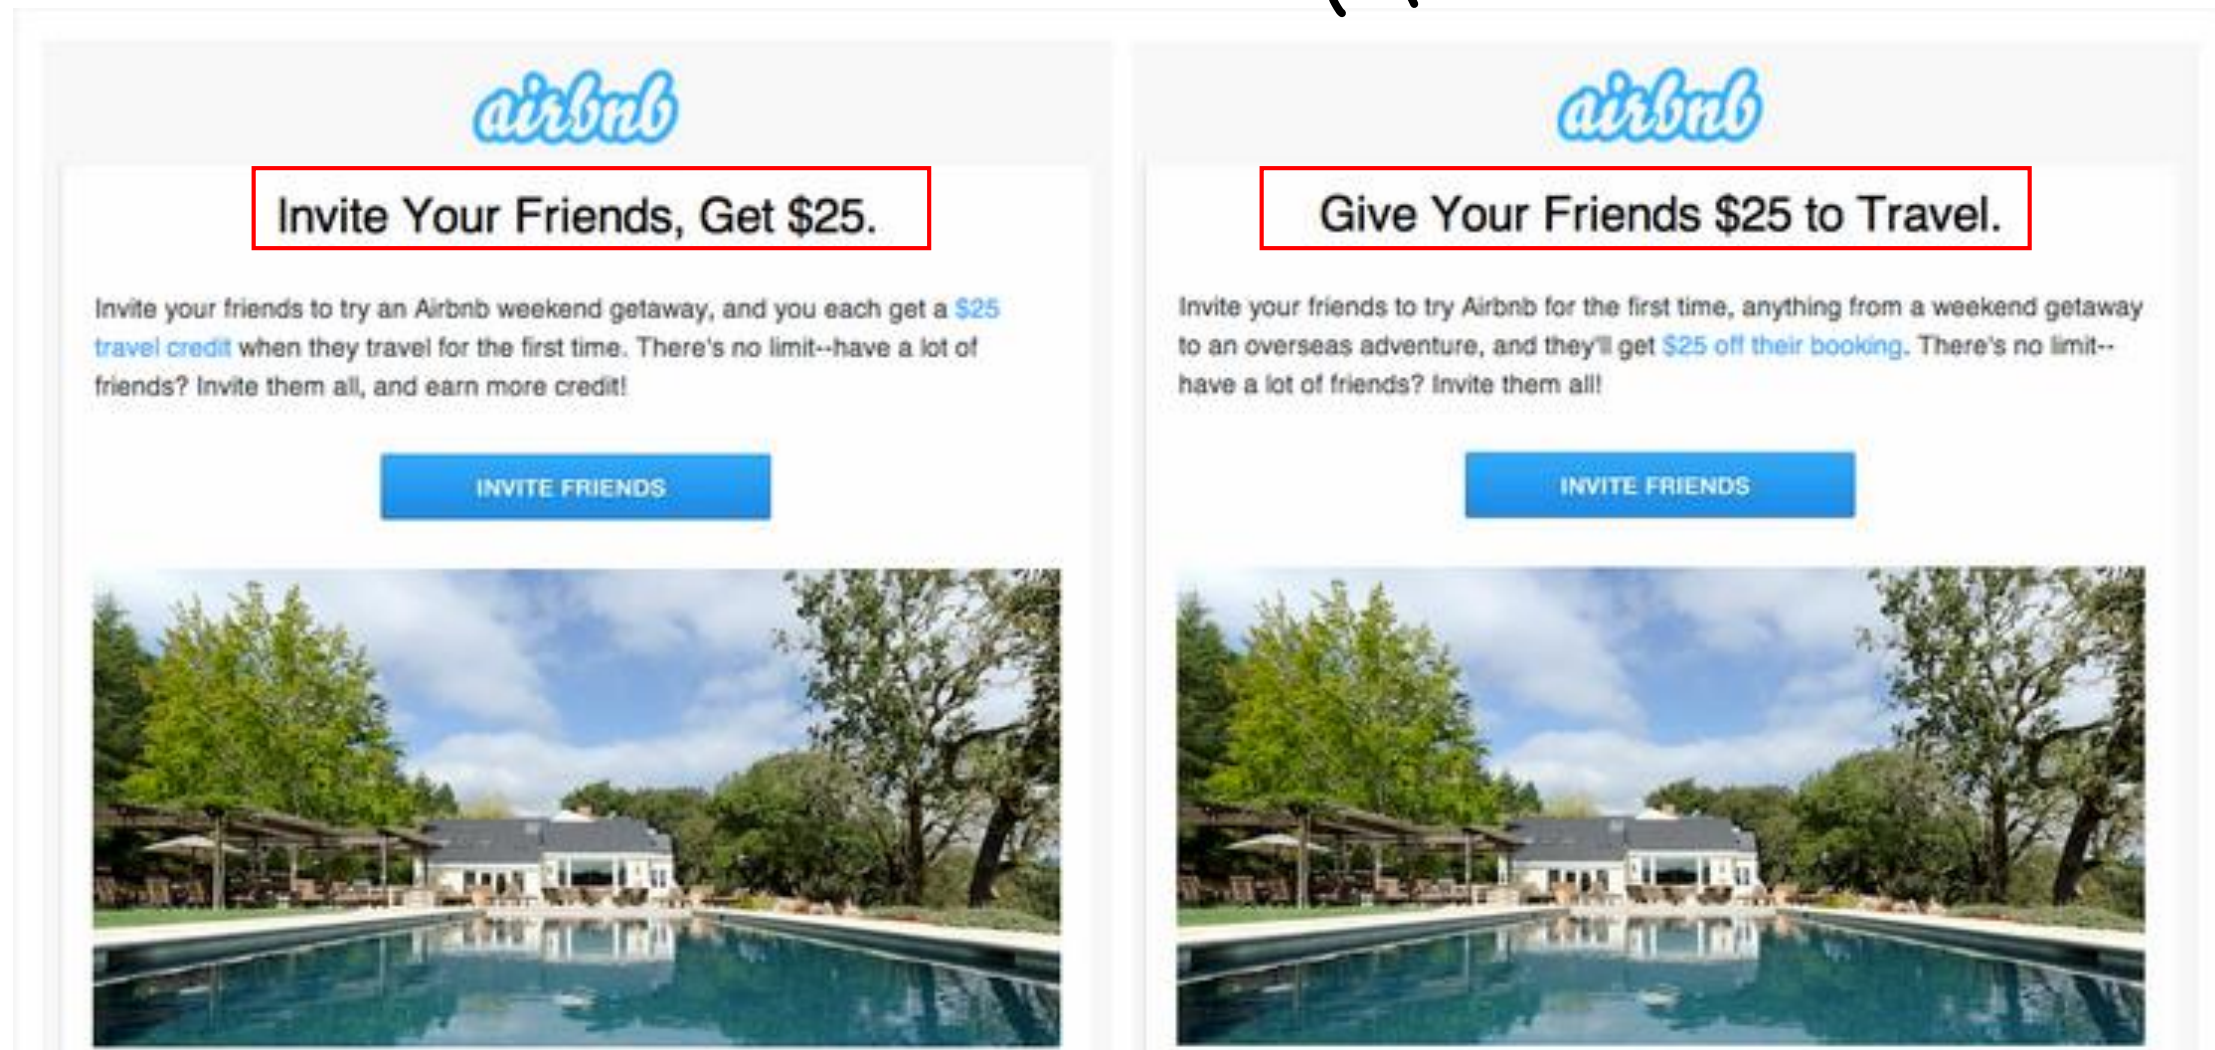 airbnb
Invite Your Friends, Get $25.
Invite your friends to try an Airbnb weekend getaway, and you each get a $25
travel credit when they travel for the first time. There's no limit--have a lot of
friends? Invite them all, and earn more credit!
INVITE FRIENDS
airbnb
Give Your Friends $25 to Travel.
Invite your friends to try Airbnb for the first time, anything from a weekend getaway
to an overseas adventure, and they'll get $25 off their booking. There's no limit--
have a lot of friends? Invite them all!
INVITE FRIENDS